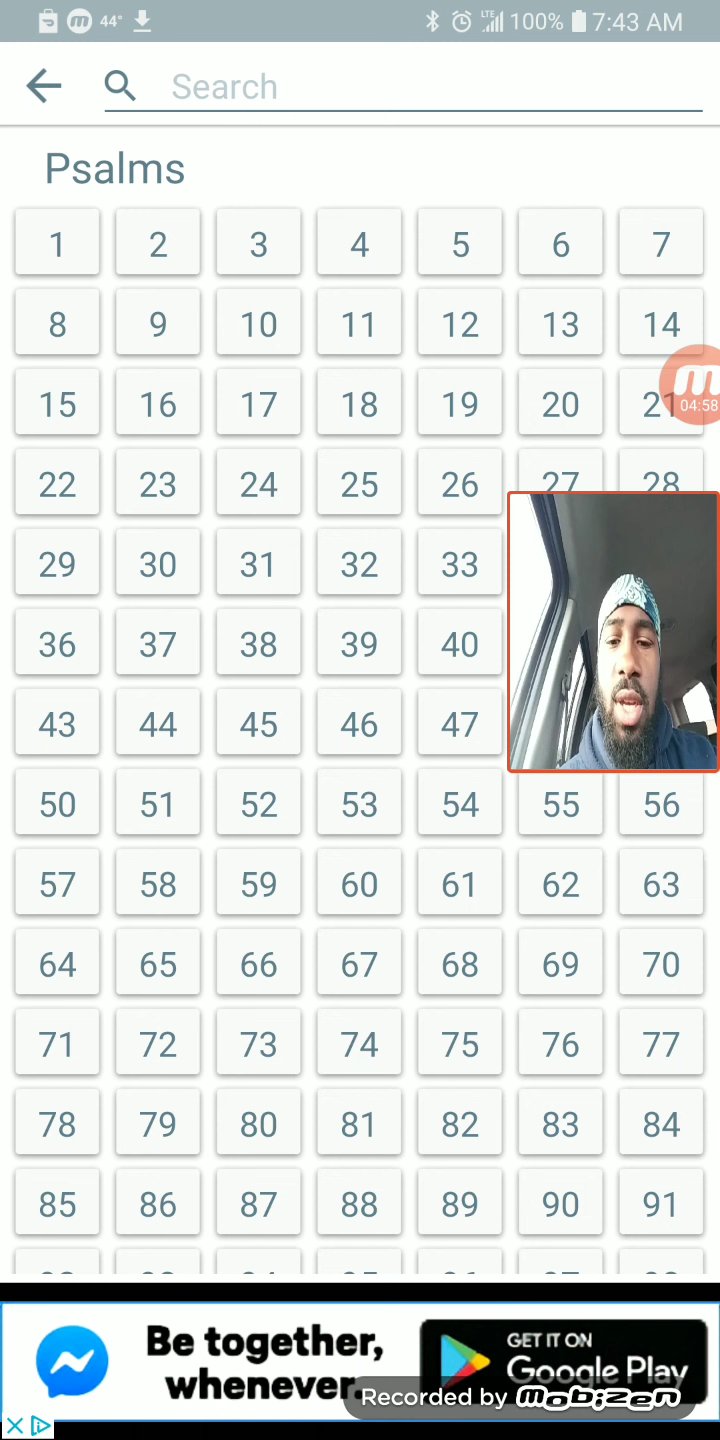 44° LTE 100% 7:43 AM
Search
Psalms
1 2 3 4 5 6 7
8 9 10 11 12 13 14
15 16 17 18 19 20 21
m
04:58
22 23 24 25 26 27 28
29 30 31 32 33
36 37 38 39 40
43 44 45 46 47
50 51 52 53 54 55 56
57 58 59 60 61 62 63
64 65 66 67 68 69 70
71 72 73 74 75 76 77
78 79 80 81 82 83 84
85 86 87 88 89 90 91
Be together,
whenever.
GET IT ON
Google Play
Recorded by mobizen